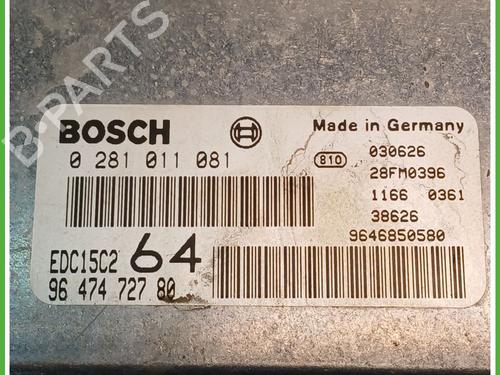 B-PARTS
BOSCH
Made in Germany
0 281 011 081
810
030626
28FM0396
1166 0361
38626
9646850580
EDC15C2 64
96 474 727 80